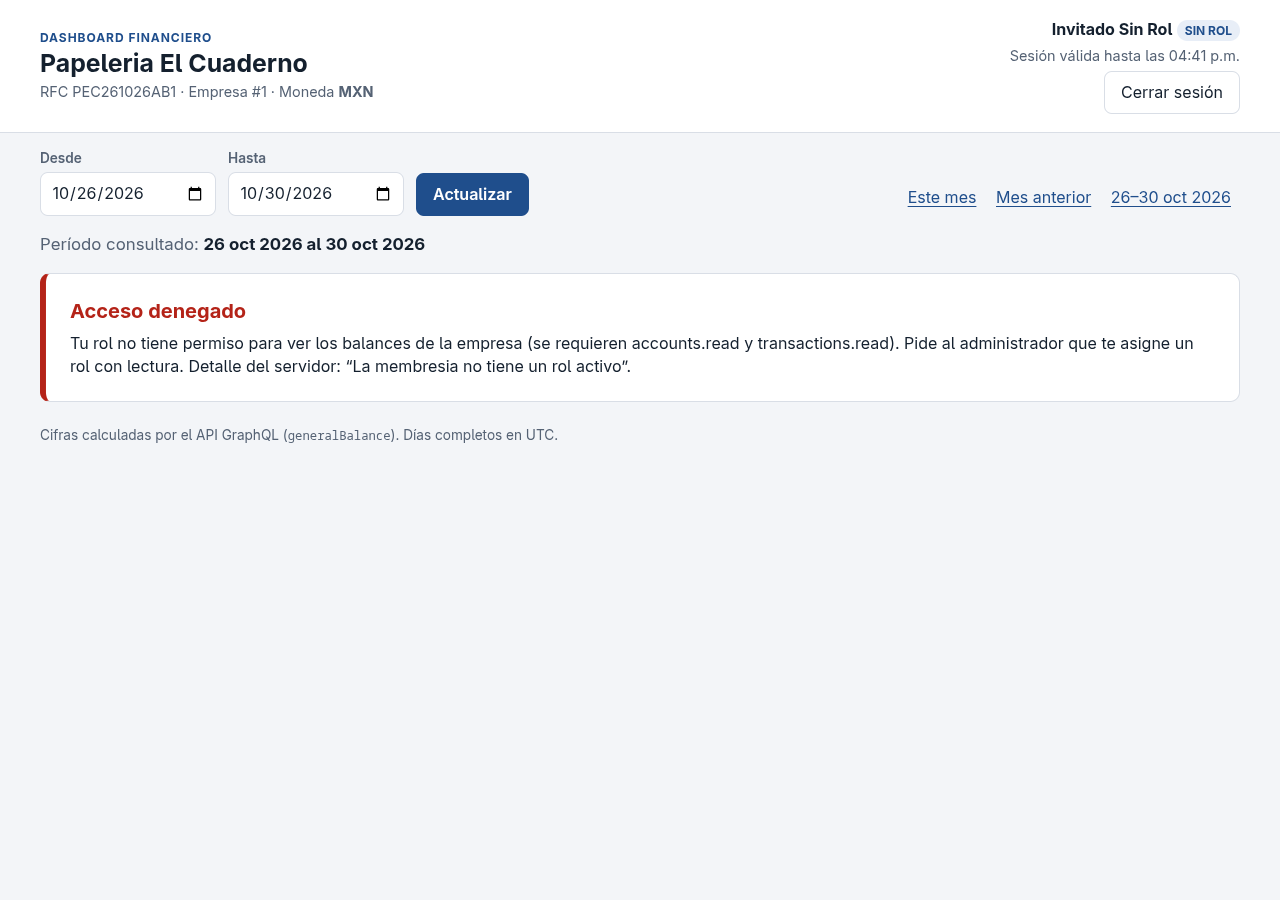 DASHBOARD FINANCIERO
Papeleria El Cuaderno
RFC PEC261026AB1 · Empresa #1 · Moneda MXN
Invitado Sin Rol SIN ROL
Sesión válida hasta las 04:41 p.m.
Cerrar sesión
Desde
Hasta
10/26/2026
10/30/2026
Actualizar
Este mes Mes anterior 26–30 oct 2026
Período consultado: 26 oct 2026 al 30 oct 2026
Acceso denegado
Tu rol no tiene permiso para ver los balances de la empresa (se requieren accounts.read y transactions.read). Pide al administrador que te asigne un
rol con lectura. Detalle del servidor: “La membresia no tiene un rol activo”.
Cifras calculadas por el API GraphQL (generalBalance). Días completos en UTC.